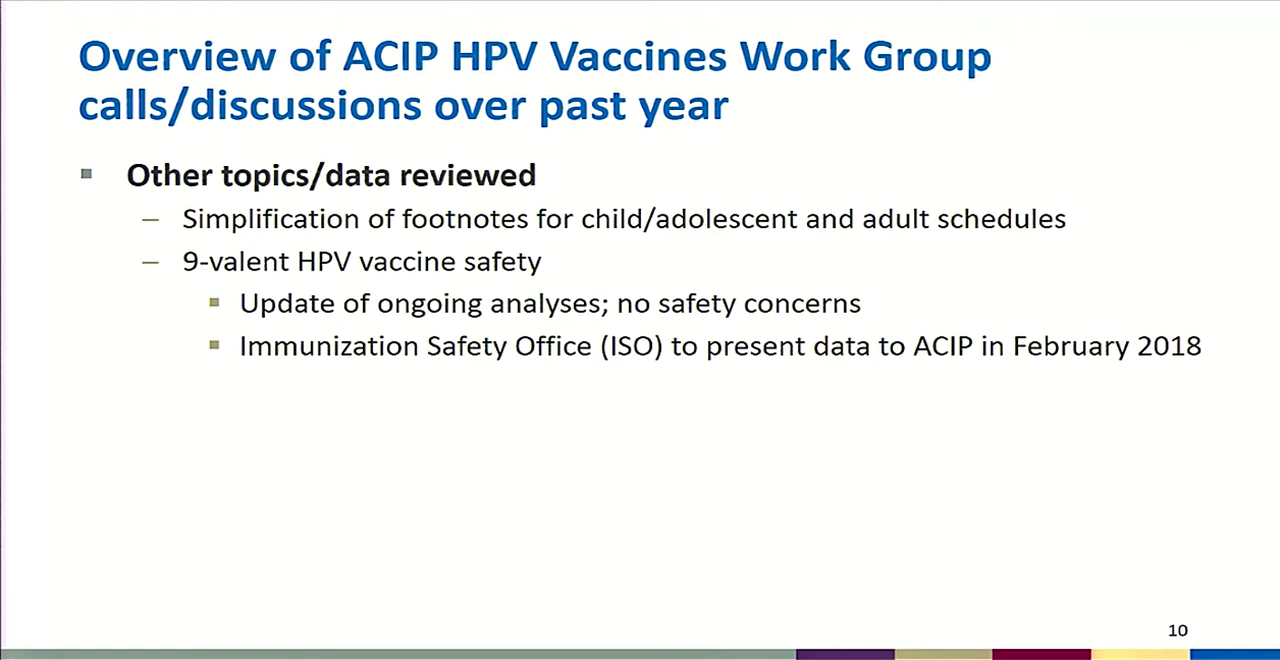 Overview of ACIP HPV Vaccines Work Group
calls/discussions over past year
Other topics/data reviewed
– Simplification of footnotes for child/adolescent and adult schedules
– 9-valent HPV vaccine safety
Update of ongoing analyses; no safety concerns
Immunization Safety Office (ISO) to present data to ACIP in February 2018
10